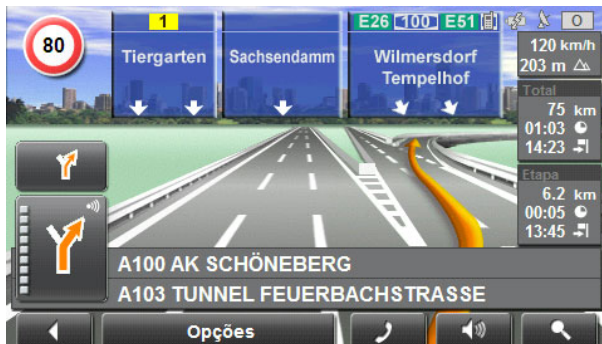 80
1
Tiergarten
Sachsendamm
E26 100 E51
Wilmersdorf
Tempelhof
O
120 km/h
203 m
Total
75 km
01:03
14:23
Etapa
6.2 km
00:05
13:45
A100 AK SCHÖNEBERG
A103 TUNNEL FEUERBACHSTRASSE
Opções